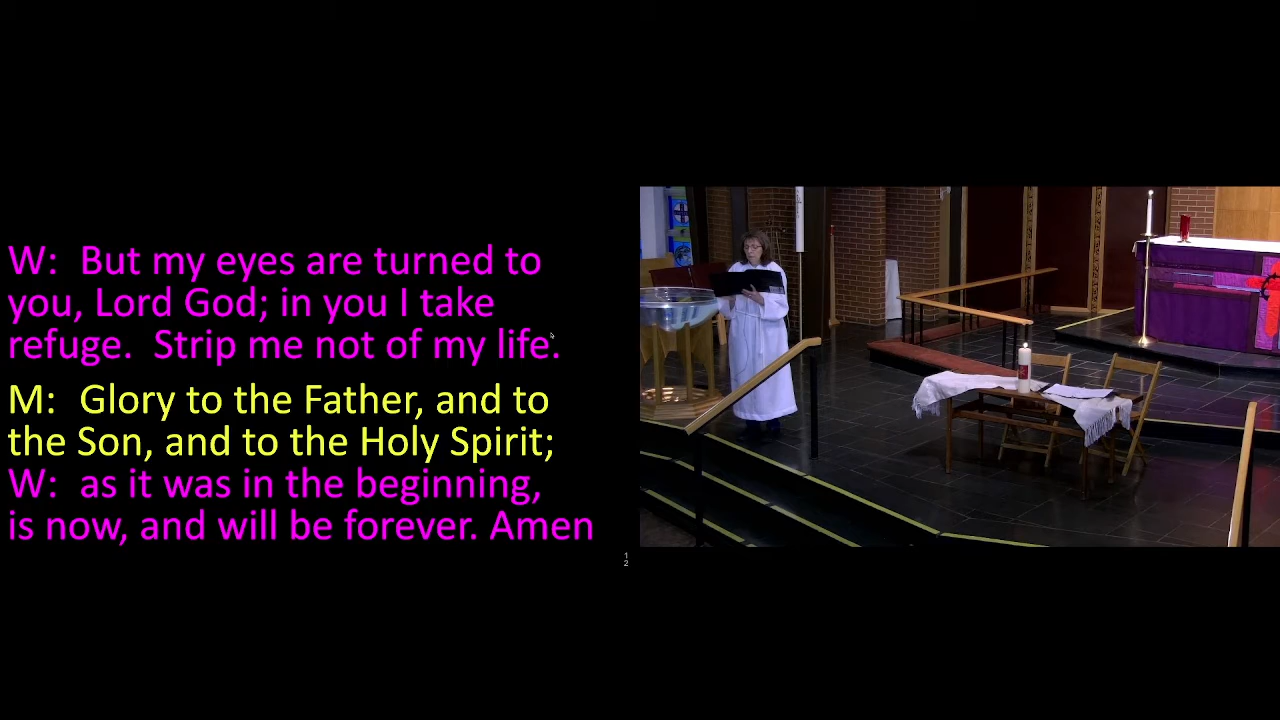 W: But my eyes are turned to
you, Lord God; in you I take
refuge. Strip me not of my life.
M: Glory to the Father, and to
the Son, and to the Holy Spirit;
W: as it was in the beginning,
is now, and will be forever. Amen
1
2